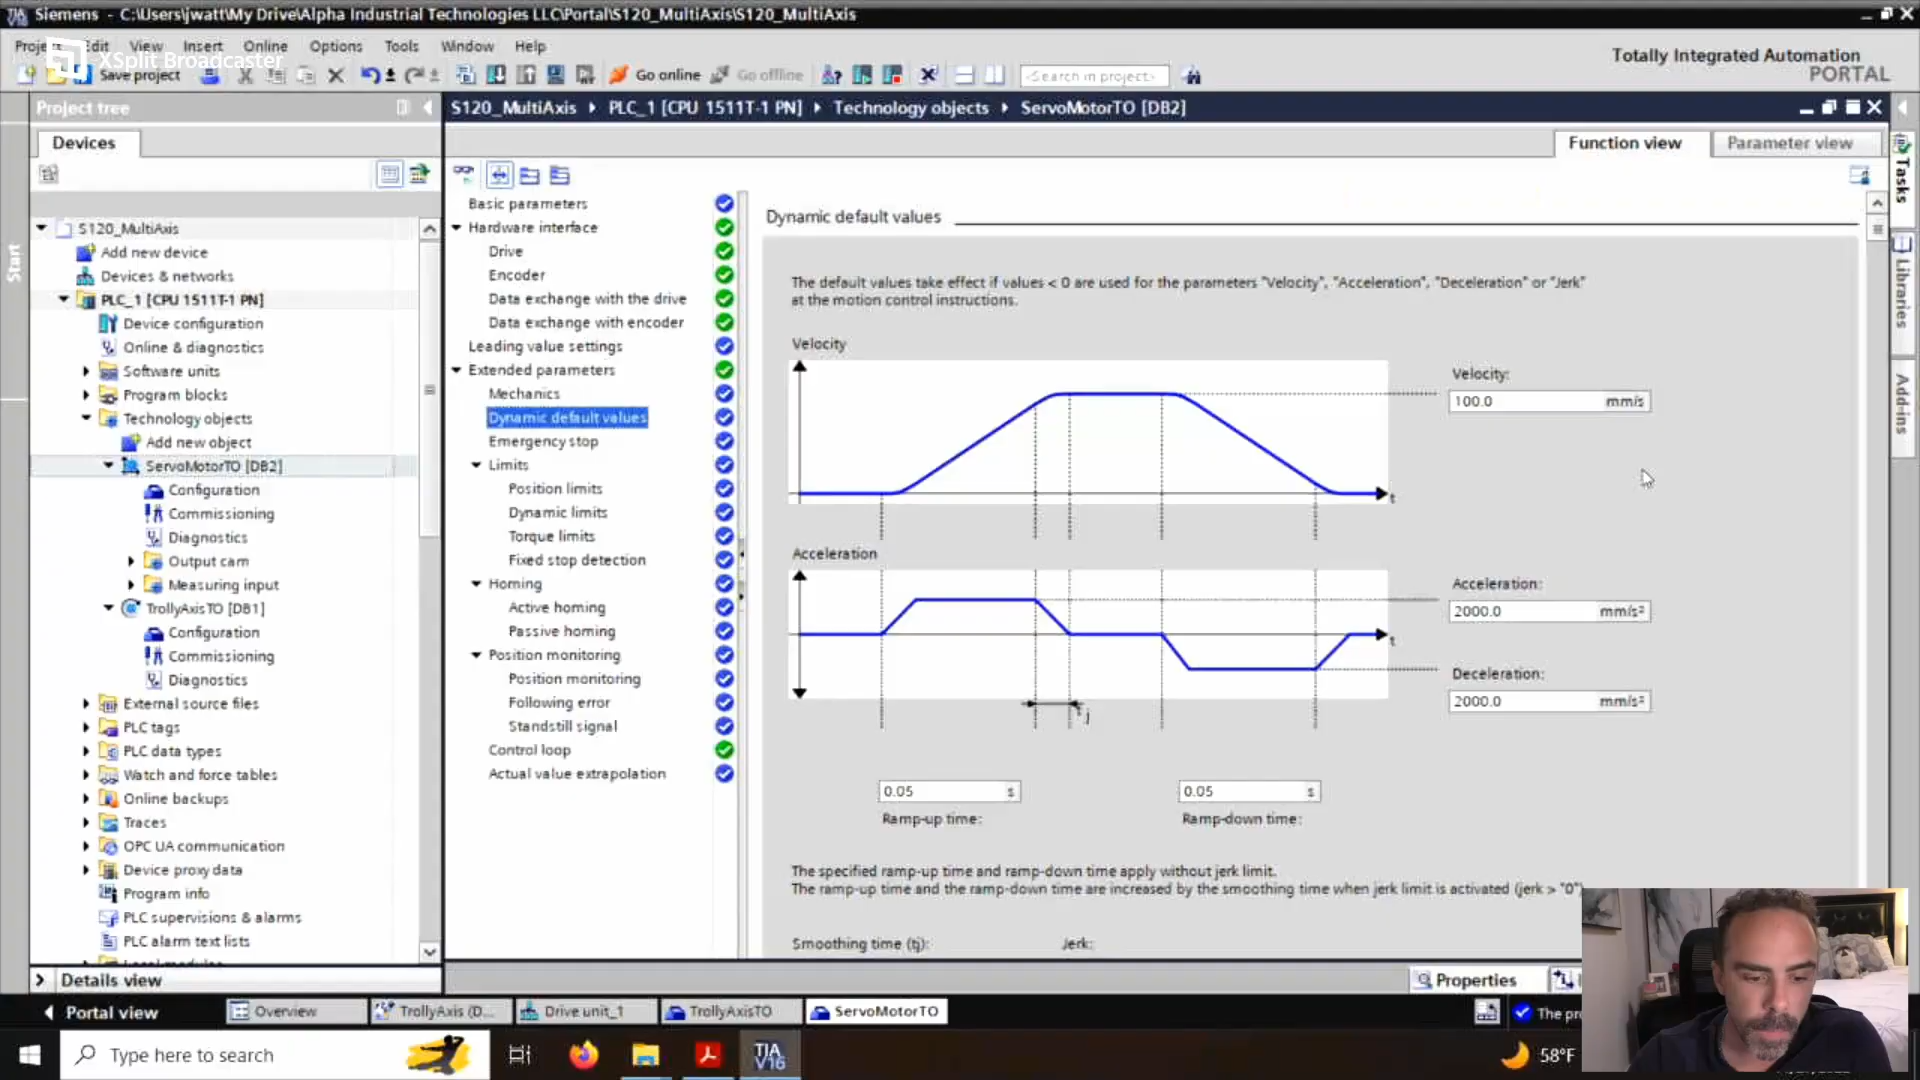 Siemens - C:\Users\jwatt\My Drive\Alpha Industrial Technologies LLC\Portal\S120_MultiAxis\S120_MultiAxis
Edit View Insert Online Options Tools Window Help
XSplit Broadcaster
Save project
Go online
Go offline
<Search in project>
Totally Integrated Automation
PORTAL
Project tree
S120_MultiAxis PLC_1 [CPU 1511T-1 PN] Technology objects ServoMotorTO [DB2]
Devices
Function view
Parameter view
Start
S120_MultiAxis
Add new device
Devices & networks
PLC_1 [CPU 1511T-1 PN]
Device configuration
Online & diagnostics
Software units
Program blocks
Technology objects
Add new object
ServoMotorTO [DB2]
Configuration
Commissioning
Diagnostics
Output cam
Measuring input
TrollyAxisTO [DB1]
Configuration
Commissioning
Diagnostics
External source files
PLC tags
PLC data types
Watch and force tables
Online backups
Traces
OPC UA communication
Device proxy data
Program info
PLC supervisions & alarms
PLC alarm text lists
Details view
Basic parameters
Hardware interface
Drive
Encoder
Data exchange with the drive
Data exchange with encoder
Leading value settings
Extended parameters
Mechanics
Dynamic default values
Emergency stop
Limits
Position limits
Dynamic limits
Torque limits
Fixed stop detection
Homing
Active homing
Passive homing
Position monitoring
Position monitoring
Following error
Standstill signal
Control loop
Actual value extrapolation
Dynamic default values
The default values take effect if values < 0 are used for the parameters "Velocity", "Acceleration", "Deceleration" or "Jerk"
at the motion control instructions.
Velocity
Velocity:
100.0 mm/s
t
Acceleration
Acceleration:
2000.0 mm/s²
t
Deceleration:
2000.0 mm/s²
tj
0.05 s
Ramp-up time:
0.05 s
Ramp-down time:
The specified ramp-up time and ramp-down time apply without jerk limit.
The ramp-up time and the ramp-down time are increased by the smoothing time when jerk limit is activated (jerk > "0")
Smoothing time (tj):
Jerk:
Tasks
Libraries
Add-ins
Properties
Portal view
Overview
TrollyAxis (D...
Drive unit_1
TrollyAxisTO
ServoMotorTO
Type here to search
TIA
V16
58°F